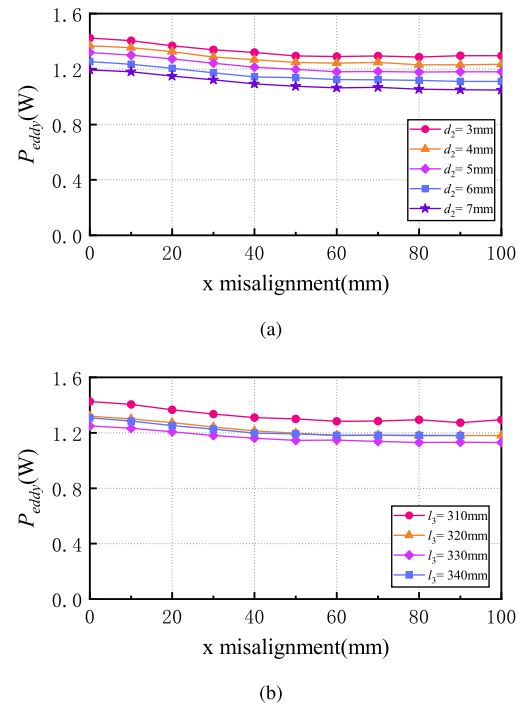 1.6
1.2
0.8
0.4
0.0
P_eddy(W)
d2= 3mm
d2= 4mm
d2= 5mm
d2= 6mm
d2= 7mm
0 20 40 60 80 100
x misalignment(mm)
(a)
1.6
1.2
0.8
0.4
0.0
P_eddy(W)
l3= 310mm
l3= 320mm
l3= 330mm
l3= 340mm
0 20 40 60 80 100
x misalignment(mm)
(b)